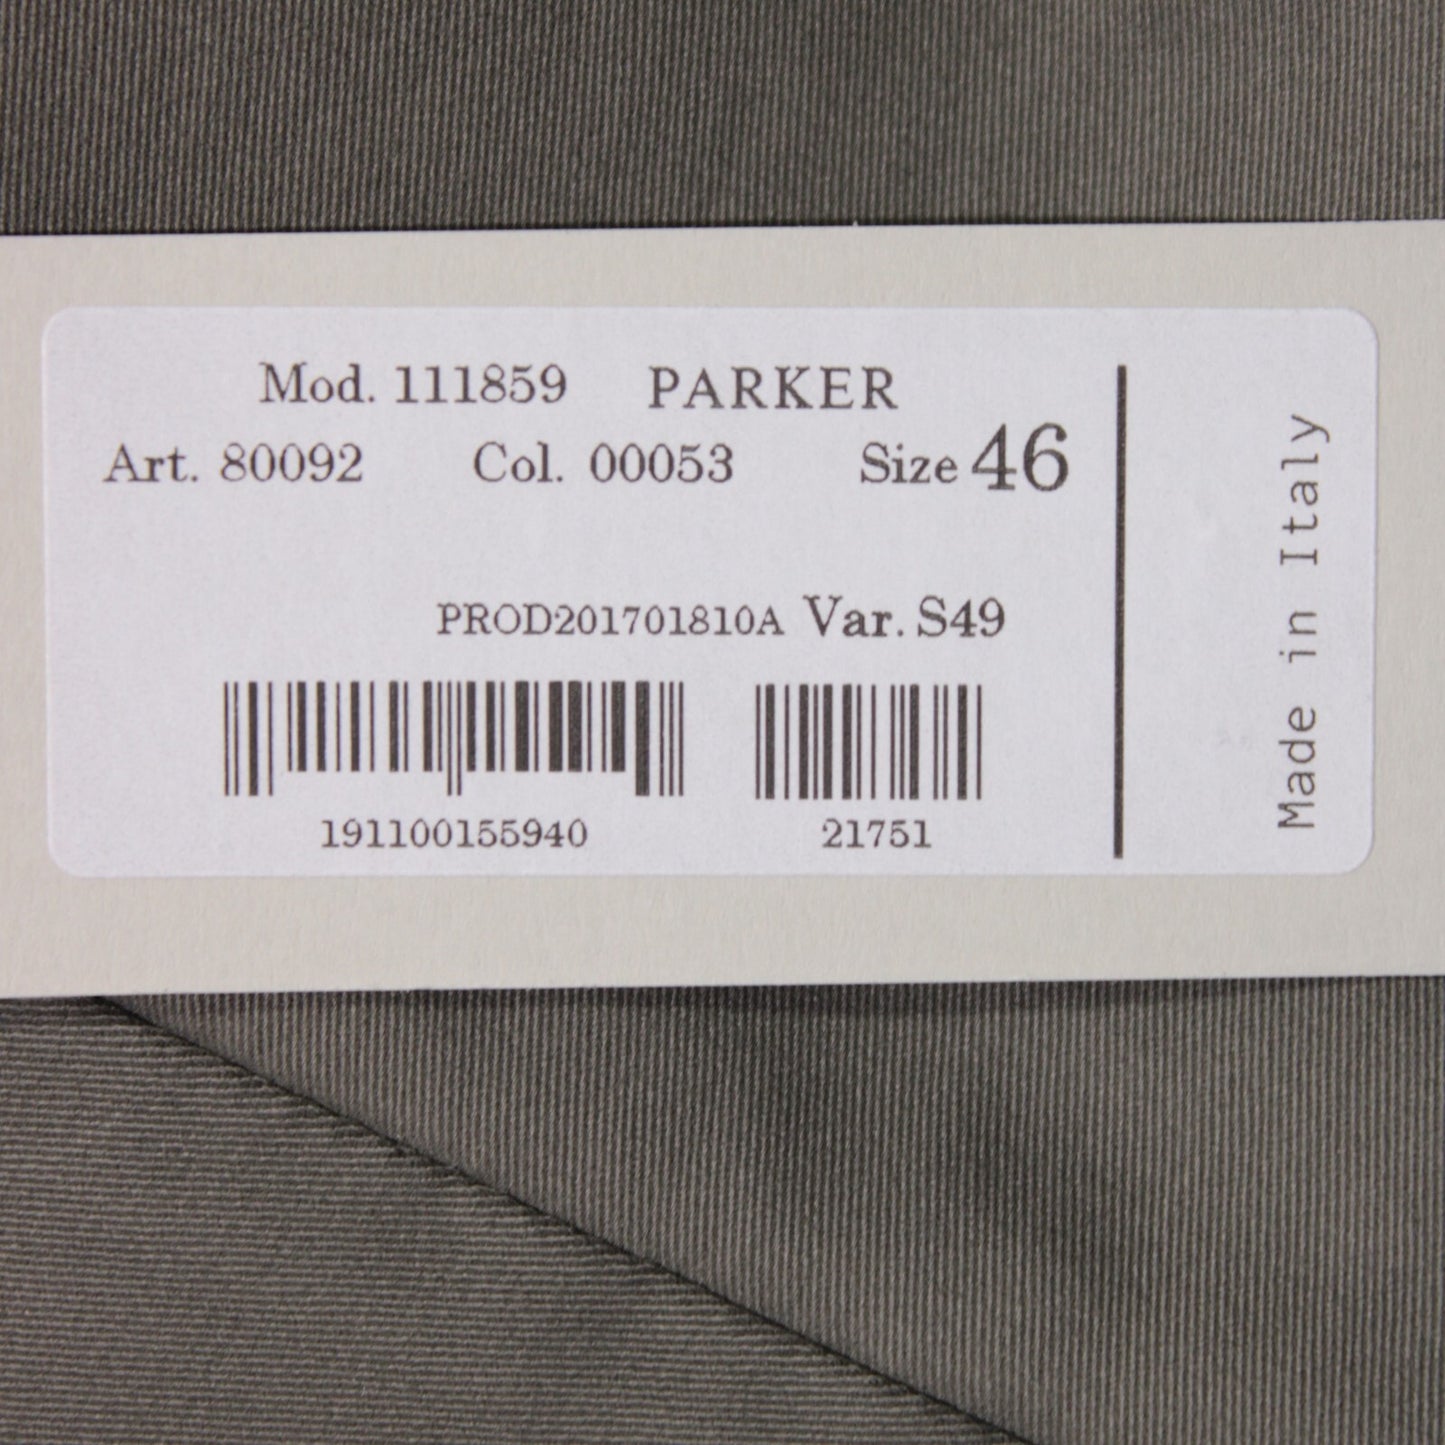 Mod. 111859 PARKER
Art. 80092 Col. 00053 Size 46
PROD201701810A Var. S49
191100155940 21751
Made in Italy